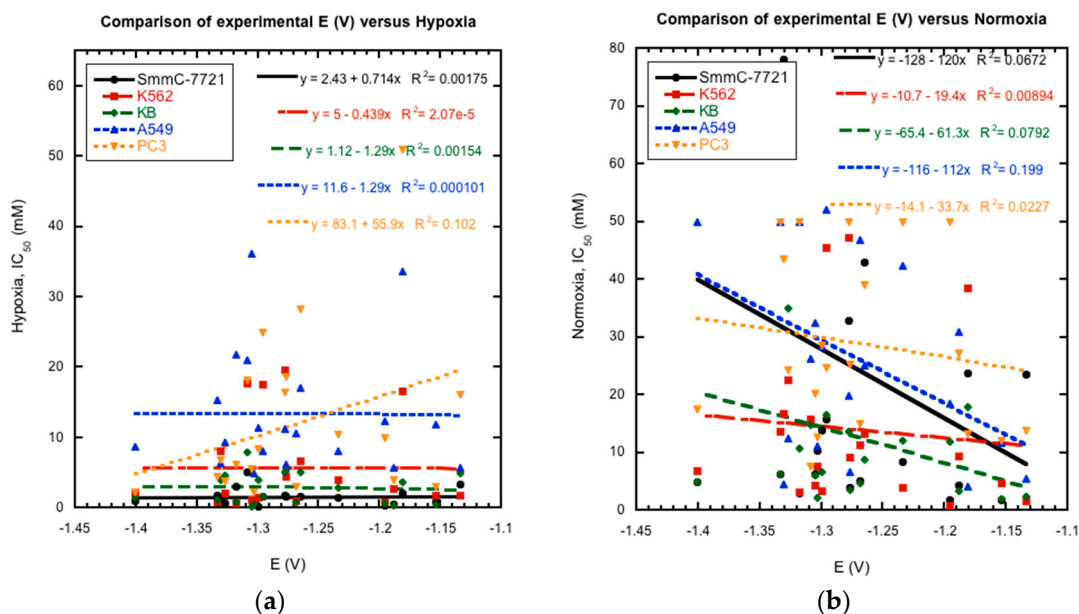 Comparison of experimental E (V) versus Hypoxia
Hypoxia, IC50 (mM)
60
50
40
30
20
10
0
SmmC-7721
K562
KB
A549
PC3
y = 2.43 + 0.714x R2= 0.00175
y = 5 - 0.439x R2= 2.07e-5
y = 1.12 - 1.29x R2= 0.00154
y = 11.6 - 1.29x R2= 0.000101
y = 83.1 + 55.9x R2= 0.102
-1.45 -1.4 -1.35 -1.3 -1.25 -1.2 -1.15 -1.1
E (V)
(a)
Comparison of experimental E (V) versus Normoxia
Normoxia, IC50 (mM)
80
70
60
50
40
30
20
10
0
SmmC-7721
K562
KB
A549
PC3
y = -128 - 120x R2= 0.0672
y = -10.7 - 19.4x R2= 0.00894
y = -65.4 - 61.3x R2= 0.0792
y = -116 - 112x R2= 0.199
y = -14.1 - 33.7x R2= 0.0227
-1.45 -1.4 -1.35 -1.3 -1.25 -1.2 -1.15 -1.1
E (V)
(b)